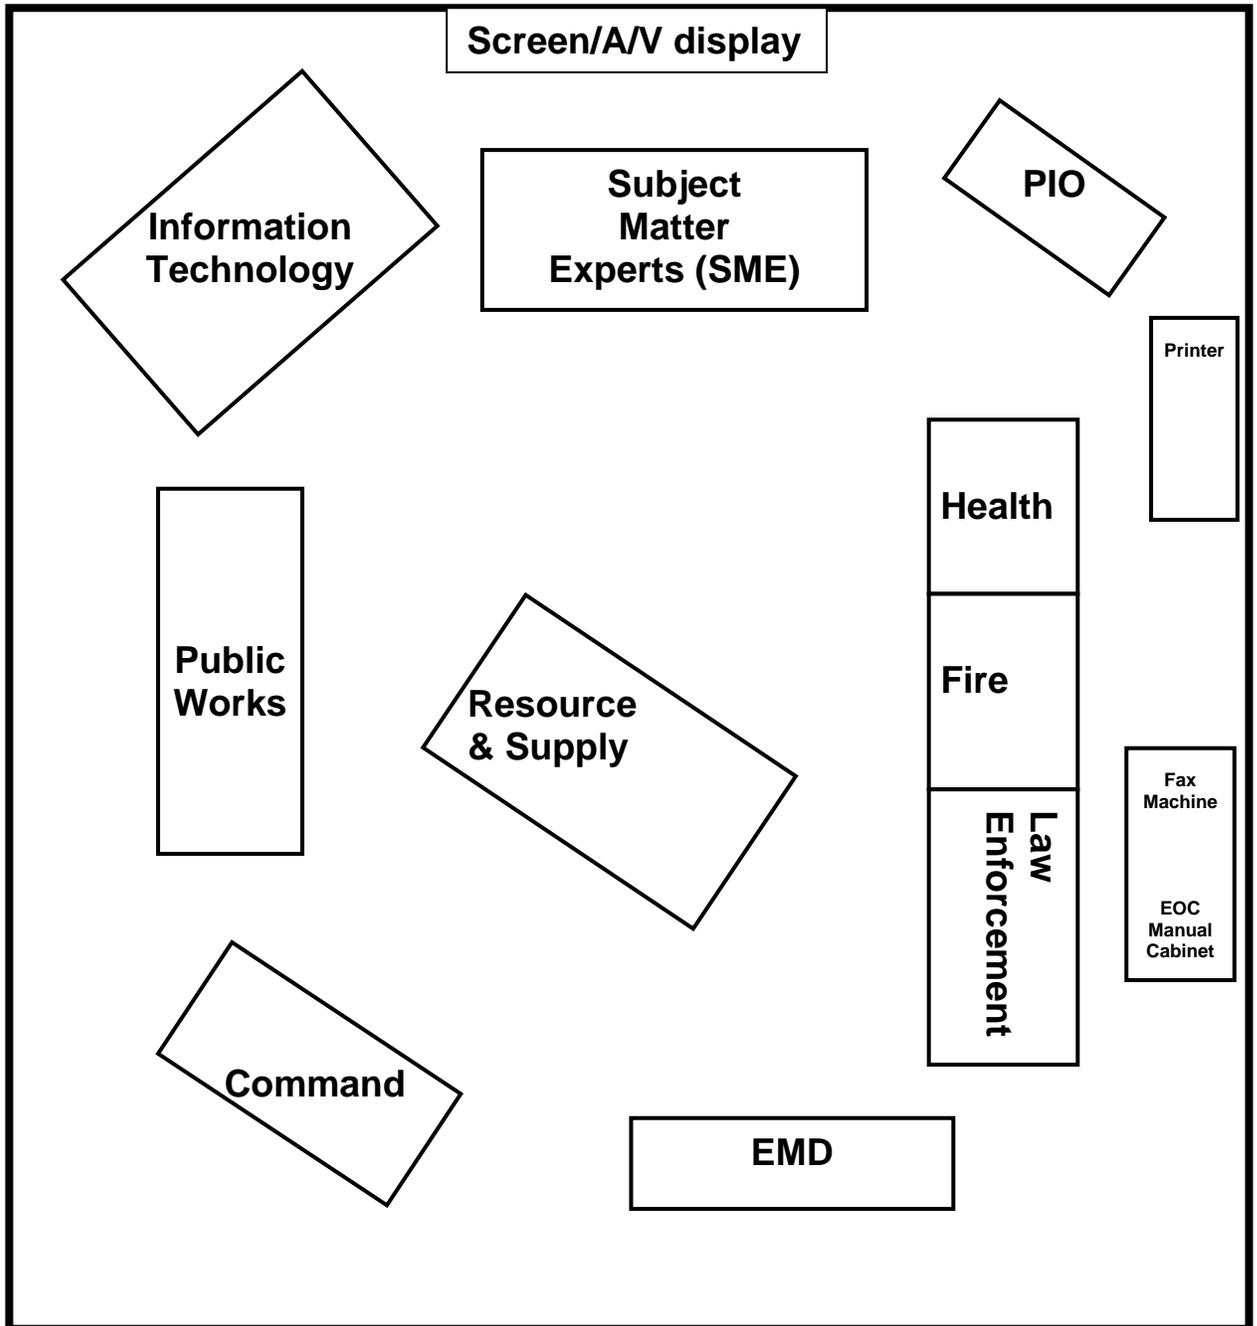 Screen/A/V display
Information
Technology
Subject
Matter
Experts (SME)
PIO
Printer
Health
Public
Works
Resource
& Supply
Fire
Fax
Machine
Law
Enforcement
EOC
Manual
Cabinet
Command
EMD